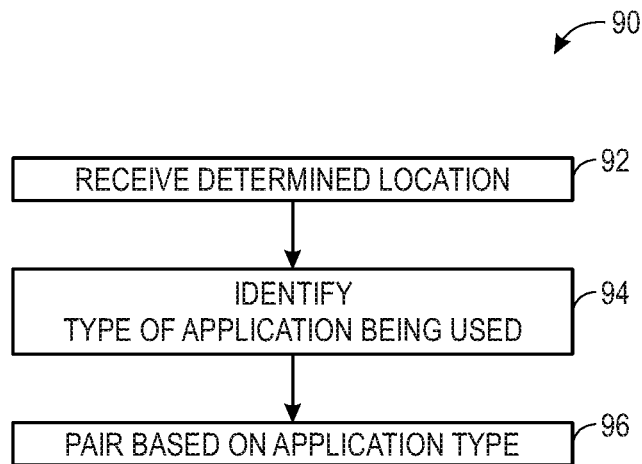 90
RECEIVE DETERMINED LOCATION
92
IDENTIFY
TYPE OF APPLICATION BEING USED
94
PAIR BASED ON APPLICATION TYPE
96